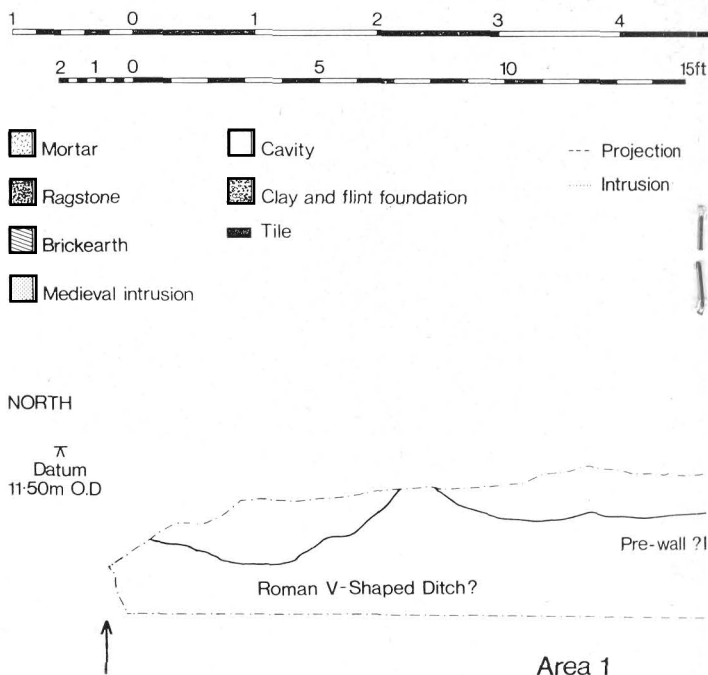 1 0 1 2 3 4
2 1 0 5 10 15ft
Mortar
Ragstone
Brickearth
Medieval intrusion
Cavity
Clay and flint foundation
Tile
Projection
Intrusion
NORTH
Datum
11·50m O.D
Pre-wall
Roman V-Shaped Ditch?
Area 1